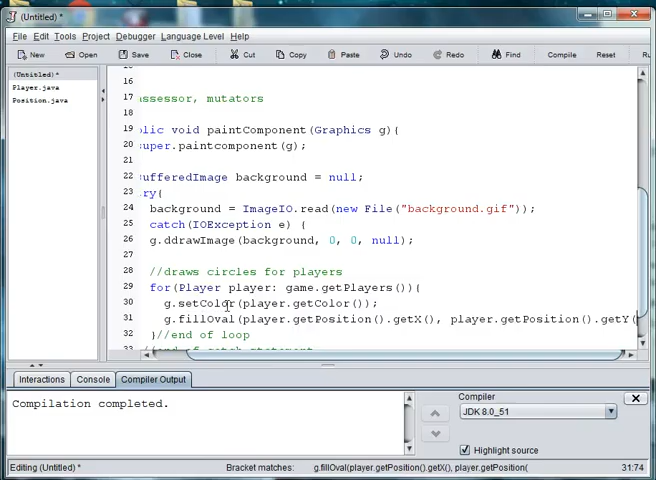 (Untitled) *
File Edit Tools Project Debugger Language Level Help
New Open Save Close Cut Copy Paste Undo Redo Find Compile Reset Ru
(Untitled) *
Player.java
Position.java
16
17 assessor, mutators
18
19 blic void paintComponent(Graphics g){
20 super.paintcomponent(g);
21
22 ufferedImage background = null;
23 ry{
24 background = ImageIO.read(new File("background.gif"));
25 catch(IOException e) {
26 g.ddrawImage(background, 0, 0, null);
27
28 //draws circles for players
29 for(Player player: game.getPlayers()){
30 g.setColor(player.getColor());
31 g.fillOval(player.getPosition().getX(), player.getPosition().getY(
32 }//end of loop
33 //end of catch statement
Interactions Console Compiler Output
Compilation completed.
Compiler
JDK 8.0_51
Highlight source
Editing (Untitled) * Bracket matches: g.fillOval(player.getPosition().getX(), player.getPosition( 31:74